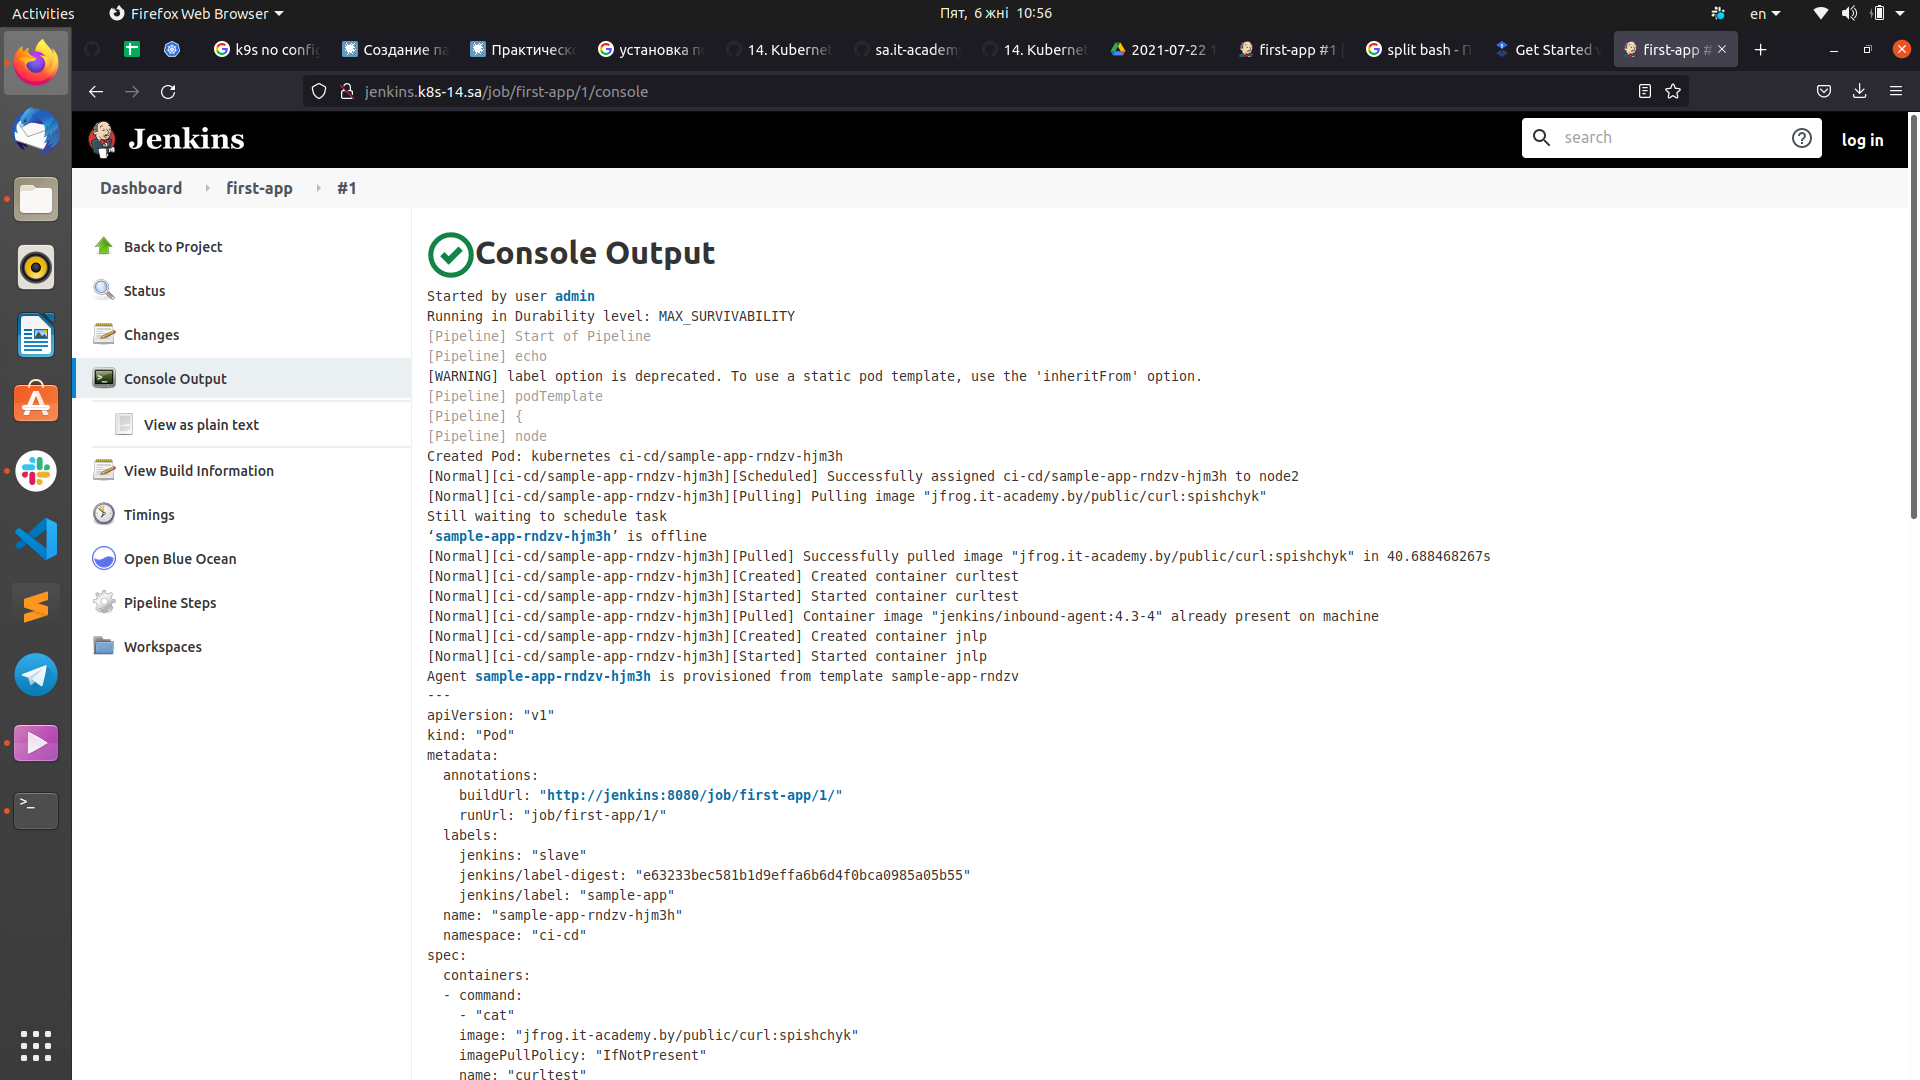 Activities
Firefox Web Browser
Пят, 6 жні 10:56
en
k9s no config
Создание па
Практическ
установка п
14. Kubernet
sa.it-academy
14. Kubernet
2021-07-22 1
first-app #1
split bash - П
Get Started w
first-app #
jenkins.k8s-14.sa/job/first-app/1/console
Jenkins
search
log in
Dashboard
first-app
#1
Back to Project
Status
Changes
Console Output
View as plain text
View Build Information
Timings
Open Blue Ocean
Pipeline Steps
Workspaces
Console Output
Started by user admin
Running in Durability level: MAX_SURVIVABILITY
[Pipeline] Start of Pipeline
[Pipeline] echo
[WARNING] label option is deprecated. To use a static pod template, use the 'inheritFrom' option.
[Pipeline] podTemplate
[Pipeline] {
[Pipeline] node
Created Pod: kubernetes ci-cd/sample-app-rndzv-hjm3h
[Normal][ci-cd/sample-app-rndzv-hjm3h][Scheduled] Successfully assigned ci-cd/sample-app-rndzv-hjm3h to node2
[Normal][ci-cd/sample-app-rndzv-hjm3h][Pulling] Pulling image "jfrog.it-academy.by/public/curl:spishchyk"
Still waiting to schedule task
‘sample-app-rndzv-hjm3h’ is offline
[Normal][ci-cd/sample-app-rndzv-hjm3h][Pulled] Successfully pulled image "jfrog.it-academy.by/public/curl:spishchyk" in 40.688468267s
[Normal][ci-cd/sample-app-rndzv-hjm3h][Created] Created container curltest
[Normal][ci-cd/sample-app-rndzv-hjm3h][Started] Started container curltest
[Normal][ci-cd/sample-app-rndzv-hjm3h][Pulled] Container image "jenkins/inbound-agent:4.3-4" already present on machine
[Normal][ci-cd/sample-app-rndzv-hjm3h][Created] Created container jnlp
[Normal][ci-cd/sample-app-rndzv-hjm3h][Started] Started container jnlp
Agent sample-app-rndzv-hjm3h is provisioned from template sample-app-rndzv
---
apiVersion: "v1"
kind: "Pod"
metadata:
  annotations:
    buildUrl: "http://jenkins:8080/job/first-app/1/"
    runUrl: "job/first-app/1/"
  labels:
    jenkins: "slave"
    jenkins/label-digest: "e63233bec581b1d9effa6b6d4f0bca0985a05b55"
    jenkins/label: "sample-app"
  name: "sample-app-rndzv-hjm3h"
  namespace: "ci-cd"
spec:
  containers:
  - command:
    - "cat"
    image: "jfrog.it-academy.by/public/curl:spishchyk"
    imagePullPolicy: "IfNotPresent"
    name: "curltest"